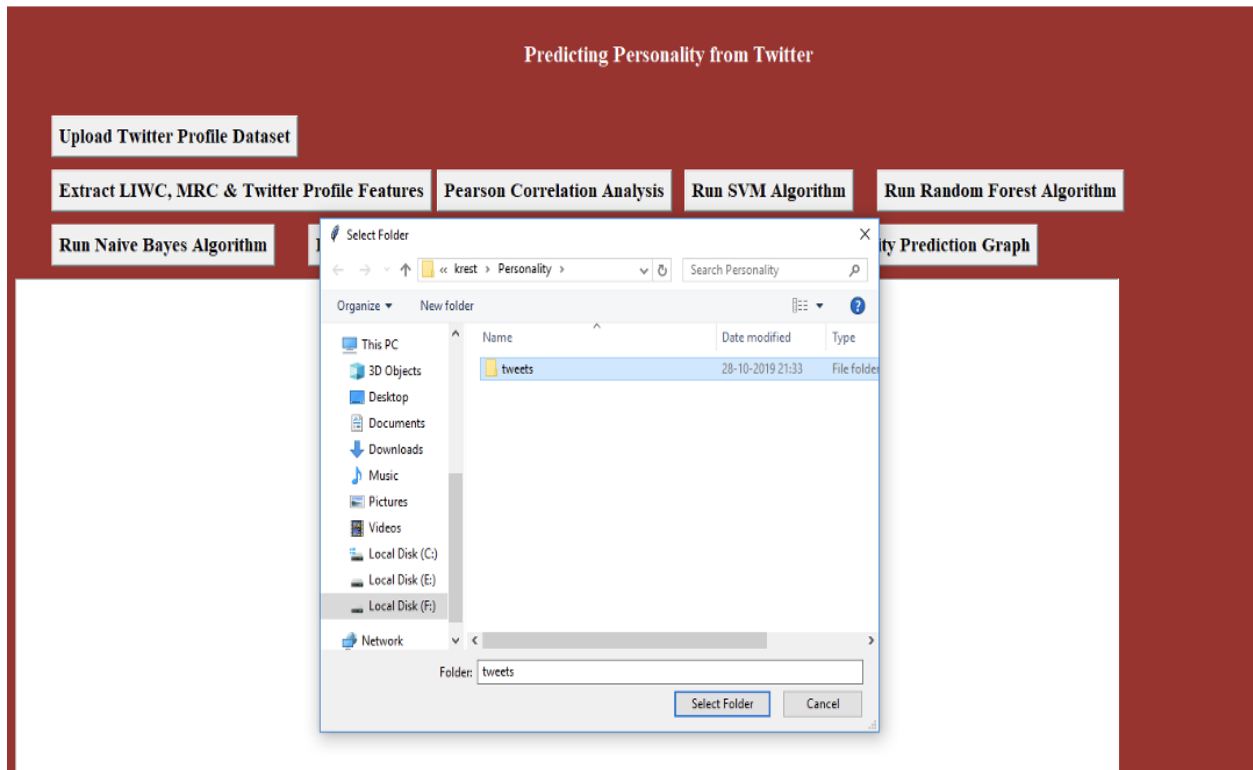 Predicting Personality from Twitter
Upload Twitter Profile Dataset
Extract LIWC, MRC & Twitter Profile Features Pearson Correlation Analysis Run SVM Algorithm Run Random Forest Algorithm
Run Naive Bayes Algorithm ity Prediction Graph
Select Folder
« krest › Personality › Search Personality
Organize New folder
Name Date modified Type
This PC
tweets 28-10-2019 21:33 File folder
3D Objects
Desktop
Documents
Downloads
Music
Pictures
Videos
Local Disk (C:)
Local Disk (E:)
Local Disk (F:)
Network
Folder: tweets
Select Folder Cancel